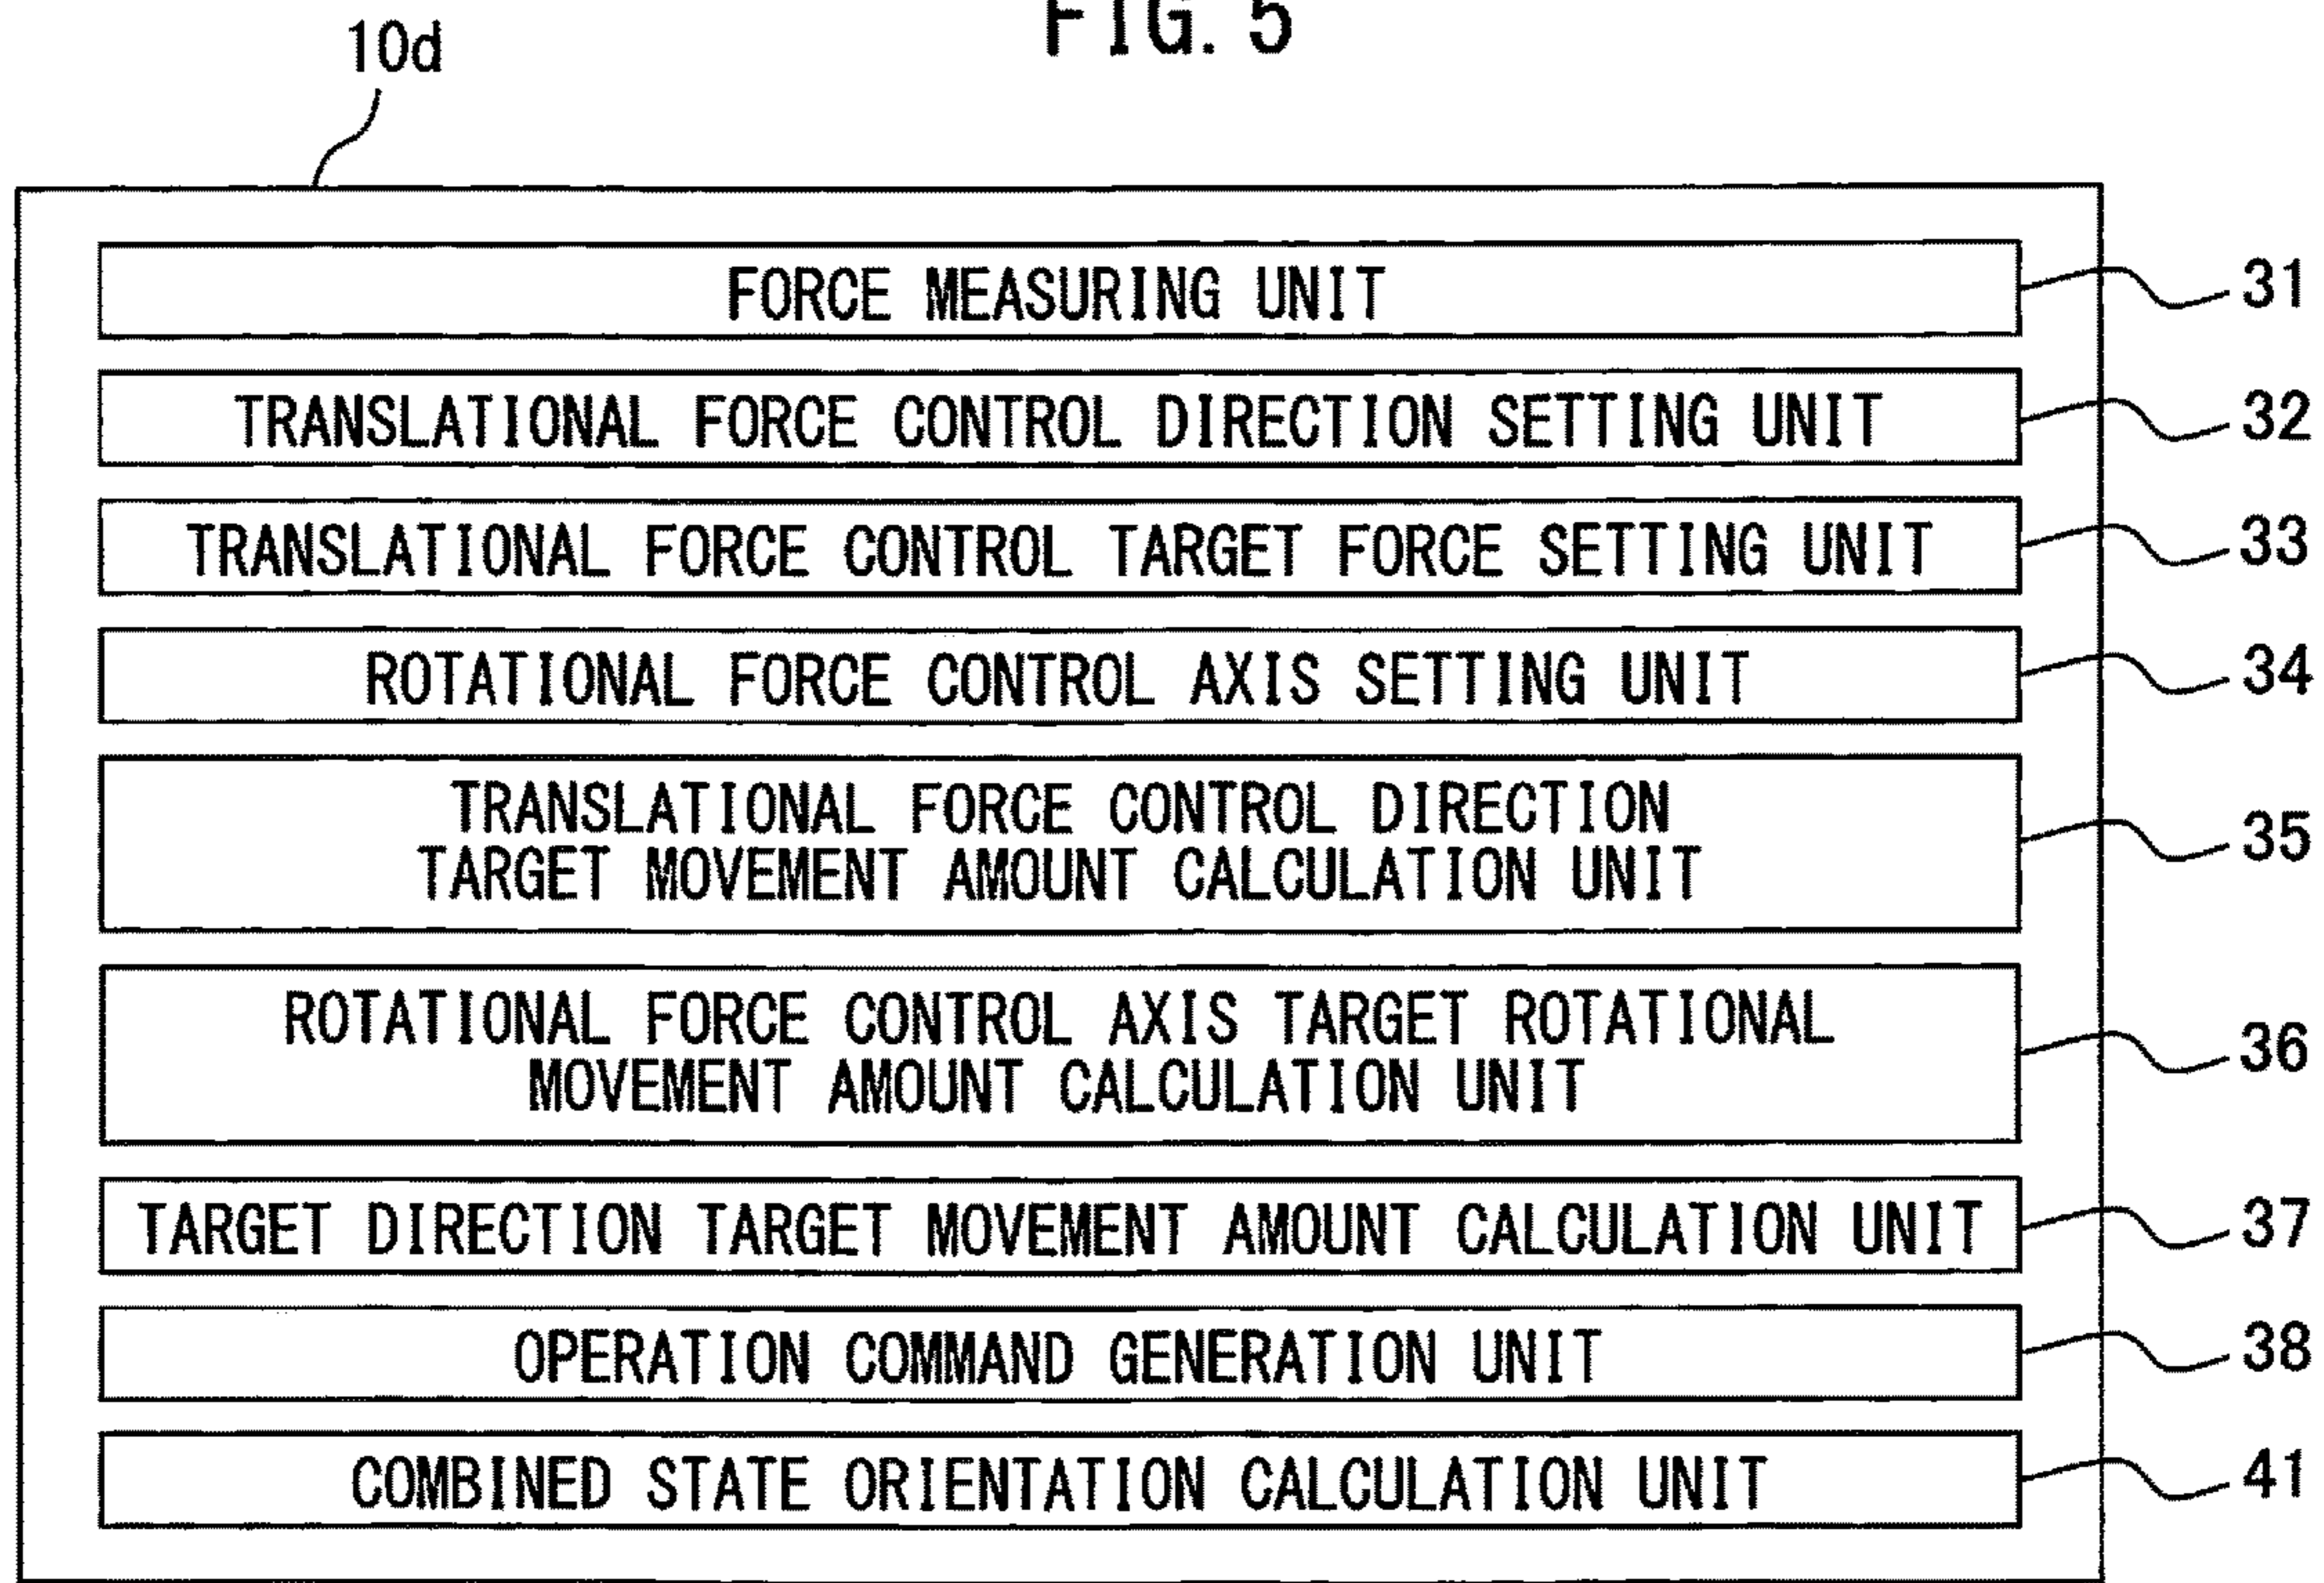 FIG. 5
10d
FORCE MEASURING UNIT 31
TRANSLATIONAL FORCE CONTROL DIRECTION SETTING UNIT 32
TRANSLATIONAL FORCE CONTROL TARGET FORCE SETTING UNIT 33
ROTATIONAL FORCE CONTROL AXIS SETTING UNIT 34
TRANSLATIONAL FORCE CONTROL DIRECTION
TARGET MOVEMENT AMOUNT CALCULATION UNIT
35
ROTATIONAL FORCE CONTROL AXIS TARGET ROTATIONAL
MOVEMENT AMOUNT CALCULATION UNIT
36
TARGET DIRECTION TARGET MOVEMENT AMOUNT CALCULATION UNIT 37
OPERATION COMMAND GENERATION UNIT 38
COMBINED STATE ORIENTATION CALCULATION UNIT 41